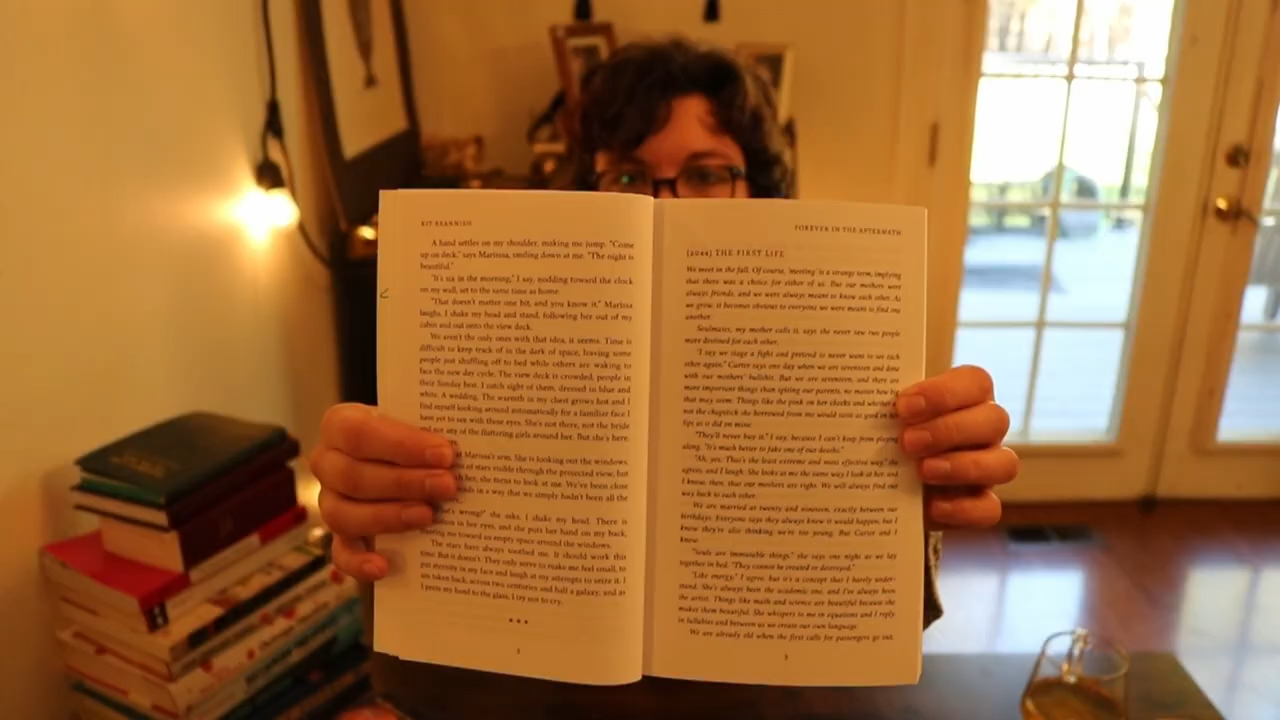 KIT BRANNISH
A hand settles on my shoulder, making me jump. "Come
up on deck," says Marissa, smiling down at me. "The night is
beautiful."
"It's six in the morning," I say, nodding toward the clock
on my wall, set to the same time as home.
"That doesn't matter one bit, and you know it." Marissa
laughs. I shake my head and stand, following her out of my
cabin and out onto the view deck.
We aren't the only ones with that idea, it seems. Time is
difficult to keep track of in the dark of space, leaving some
people put shuffling off to bed while others are waking to
face the new day cycle. The view deck is crowded, people in
their Sunday best. I catch sight of them, dressed in blue and
white. A wedding. The warmth in my chest grows hot and I
find myself looking around automatically for a familiar face I
have yet to see with these eyes. She's not there, not the bride
and not any of the fluttering girls around her. But she's here.
at Marissa's arm. She is looking out the windows,
of stars visible through the projected view, but
her, she turns to look at me. We've been close
in a way that we simply hadn't been all the
wrong?" she asks. I shake my head. There is
in her eyes, and she puts her hand on my back,
me toward an empty space around the windows.
The stars have always soothed me. It should work this
time. But it doesn't. They only serve to make me feel small, to
put eternity in my face and laugh at my attempts to seize it. I
am taken back, across two centuries and half a galaxy, and as
I press my hand to the glass, I try not to cry.
•••
FOREVER IN THE AFTERMATH
THE FIRST LIFE
We meet in the fall. Of course, 'meeting' is a strange term, implying
that there was a choice for either of us. But our mothers were
always friends, and we were always meant to know each other. As
we grow, it becomes obvious to everyone we were meant to find one
another.
Soulmates, my mother calls it, says she never saw two people
more destined for each other.
"I say we stage a fight and pretend to never want to see each
other again," Carter says one day when we are seventeen and done
with our mothers' bullshit. But we are seventeen, and there are
more important things than spiting our parents, no matter how big
that may seem. Things like the pink on her cheeks and whether or
not the chapstick she borrowed from me would taste as good on her
lips as it did on mine.
"They'll never buy it," I say, because I can't keep from playing
along. "It's much better to fake one of our deaths."
"Ah, yes. That's the least extreme and most effective way," she
agrees, and I laugh. She looks at me the same way I look at her, and
I know, then, that our mothers are right. We will always find our
way back to each other.
We are married at twenty and nineteen, exactly between our
birthdays. Everyone says they always knew it would happen, but I
know they're also thinking we're too young. But Carter and I
know.
"Souls are immutable things," she says one night as we lay
together in bed. "They cannot be created or destroyed."
"Like energy," I agree, but it's a concept that I barely under-
stand. She's always been the academic one, and I've always been
the artist. Things like math and science are beautiful because she
makes them beautiful. She whispers to me in equations and I reply
in lullabies and between us we create our own language.
We are already old when the first calls for passengers go out,
3